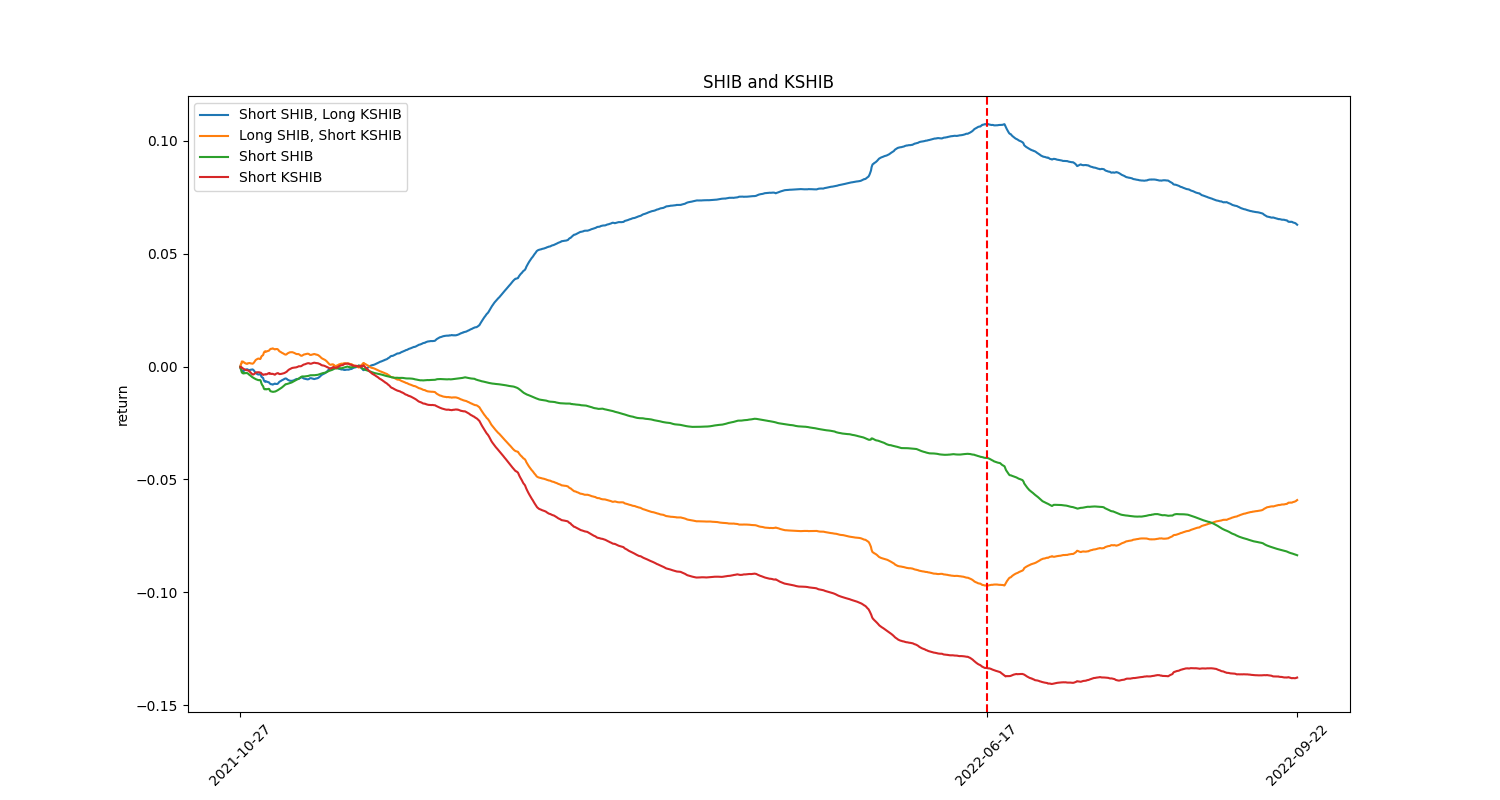 SHIB and KSHIB
Short SHIB, Long KSHIB
Long SHIB, Short KSHIB
Short SHIB
Short KSHIB
return
0.10
0.05
0.00
−0.05
−0.10
−0.15
2021-10-27
2022-06-17
2022-09-22